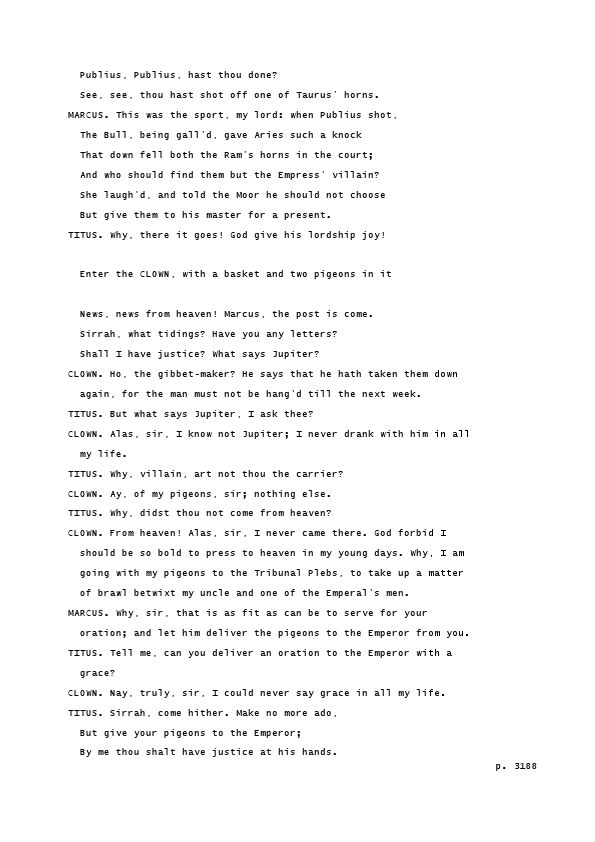 Publius, Publius, hast thou done?
See, see, thou hast shot off one of Taurus' horns.
MARCUS. This was the sport, my lord: when Publius shot,
The Bull, being gall'd, gave Aries such a knock
That down fell both the Ram's horns in the court;
And who should find them but the Empress' villain?
She laugh'd, and told the Moor he should not choose
But give them to his master for a present.
TITUS. Why, there it goes! God give his lordship joy!
Enter the CLOWN, with a basket and two pigeons in it
News, news from heaven! Marcus, the post is come.
Sirrah, what tidings? Have you any letters?
Shall I have justice? What says Jupiter?
CLOWN. Ho, the gibbet-maker? He says that he hath taken them down
again, for the man must not be hang'd till the next week.
TITUS. But what says Jupiter, I ask thee?
CLOWN. Alas, sir, I know not Jupiter; I never drank with him in all
my life.
TITUS. Why, villain, art not thou the carrier?
CLOWN. Ay, of my pigeons, sir; nothing else.
TITUS. Why, didst thou not come from heaven?
CLOWN. From heaven! Alas, sir, I never came there. God forbid I
should be so bold to press to heaven in my young days. Why, I am
going with my pigeons to the Tribunal Plebs, to take up a matter
of brawl betwixt my uncle and one of the Emperal's men.
MARCUS. Why, sir, that is as fit as can be to serve for your
oration; and let him deliver the pigeons to the Emperor from you.
TITUS. Tell me, can you deliver an oration to the Emperor with a
grace?
CLOWN. Nay, truly, sir, I could never say grace in all my life.
TITUS. Sirrah, come hither. Make no more ado,
But give your pigeons to the Emperor;
By me thou shalt have justice at his hands.
p. 3188